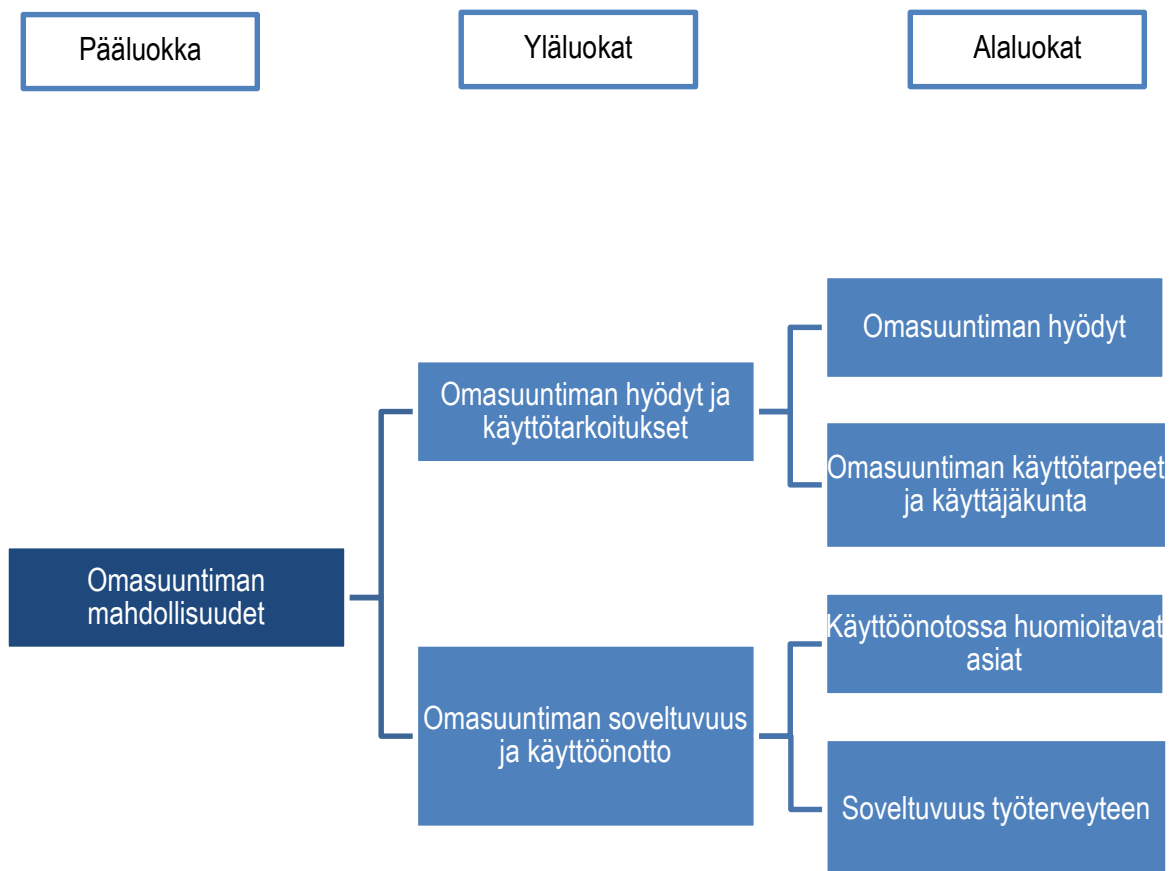 Pääluokka
Yläluokat
Alaluokat
Omasuuntiman hyödyt
Omasuuntiman hyödyt ja
käyttötarkoitukset
Omasuuntiman käyttötarpeet
ja käyttäjäkunta
Omasuuntiman
mahdollisuudet
Käyttöönotossa huomioitavat
asiat
Omasuuntiman soveltuvuus
ja käyttöönotto
Soveltuvuus työterveyteen